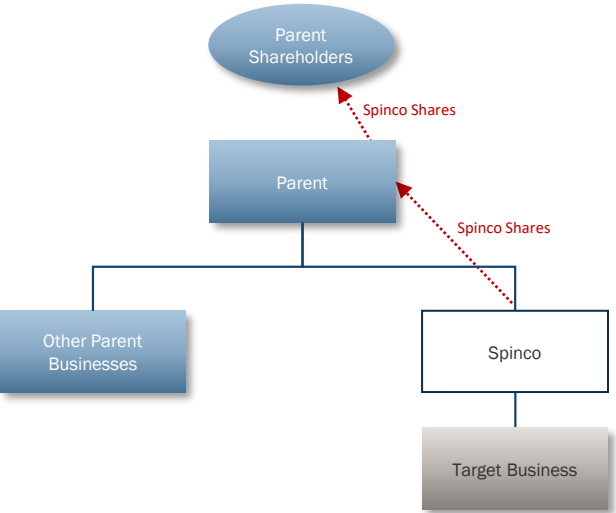 Parent
Shareholders
Spinco Shares
Parent
Spinco Shares
Other Parent
Businesses
Spinco
Target Business